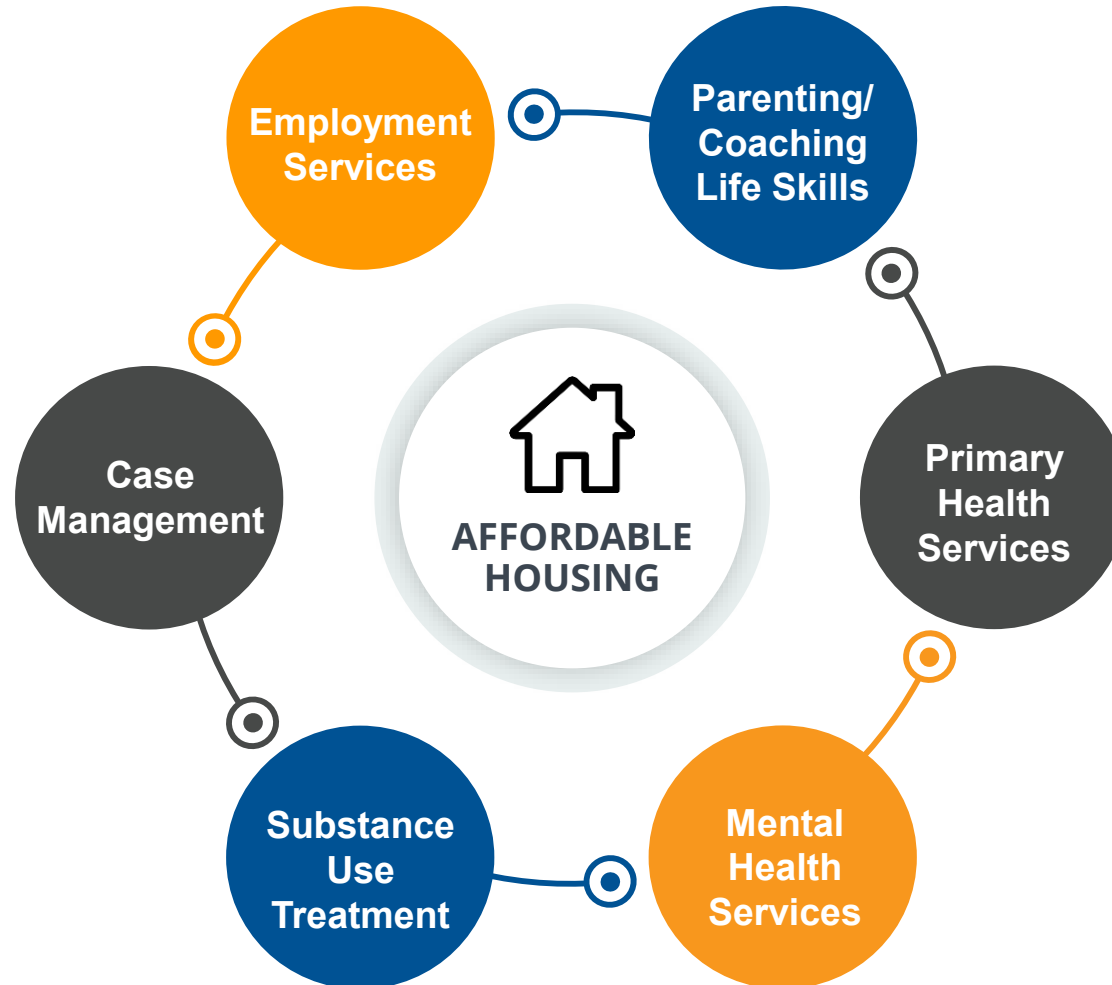 Employment
Services
Parenting/
Coaching
Life Skills
Case
Management
AFFORDABLE
HOUSING
Primary
Health
Services
Substance
Use
Treatment
Mental
Health
Services